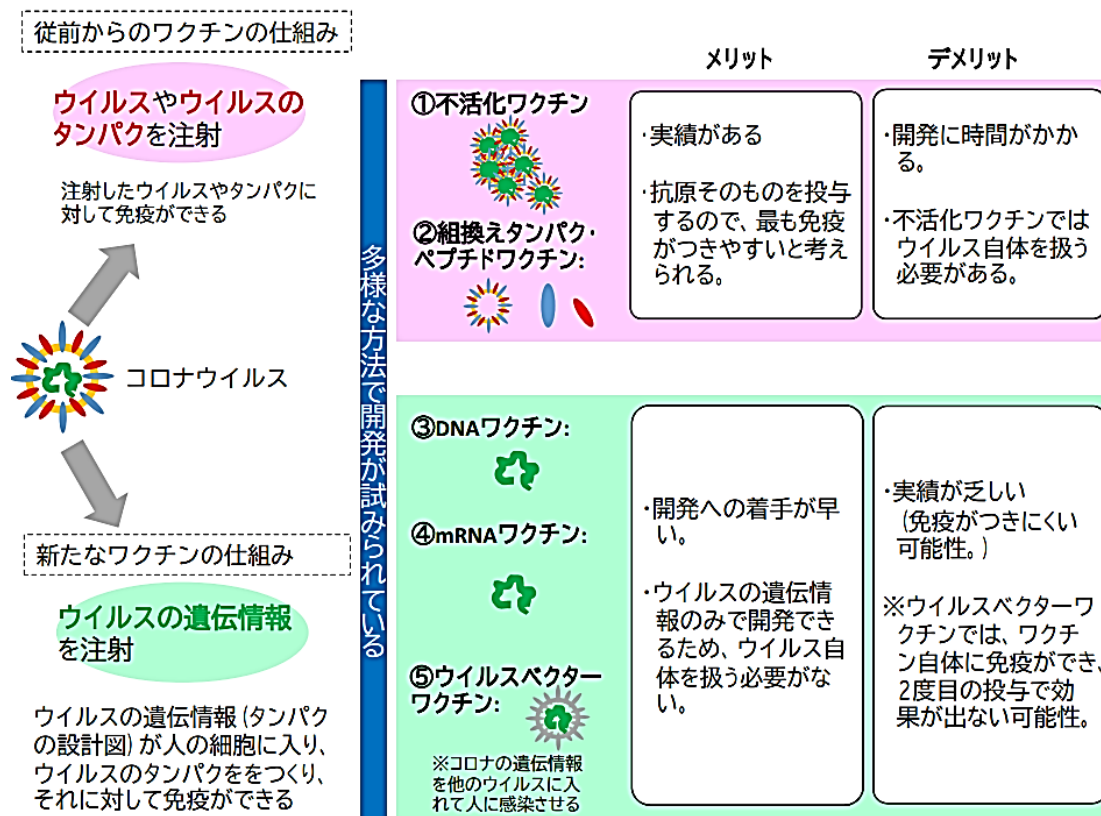 従前からのワクチンの仕組み
ウイルスやウイルスの
タンパクを注射
注射したウイルスやタンパクに
対して免疫ができる
コロナウイルス
新たなワクチンの仕組み
ウイルスの遺伝情報
を注射
ウイルスの遺伝情報(タンパク
の設計図)が人の細胞に入り、
ウイルスのタンパクををつくり、
それに対して免疫ができる
多様な方法で開発が試みられている
メリット
デメリット
①不活化ワクチン
②組換えタンパク・
ペプチドワクチン:
・実績がある
・抗原そのものを投与
するので、最も免疫
がつきやすいと考え
られる。
・開発に時間がかか
る。
・不活化ワクチンでは
ウイルス自体を扱う
必要がある。
③DNAワクチン:
④mRNAワクチン:
⑤ウイルスベクター
ワクチン:
※コロナの遺伝情報
を他のウイルスに入
れて人に感染させる
・開発への着手が早
い。
・ウイルスの遺伝情
報のみで開発でき
るため、ウイルス自
体を扱う必要がな
い。
・実績が乏しい
(免疫がつきにくい
可能性。)
※ウイルスベクターワ
クチンでは、ワクチ
ン自体に免疫ができ、
2度目の投与で効
果が出ない可能性。